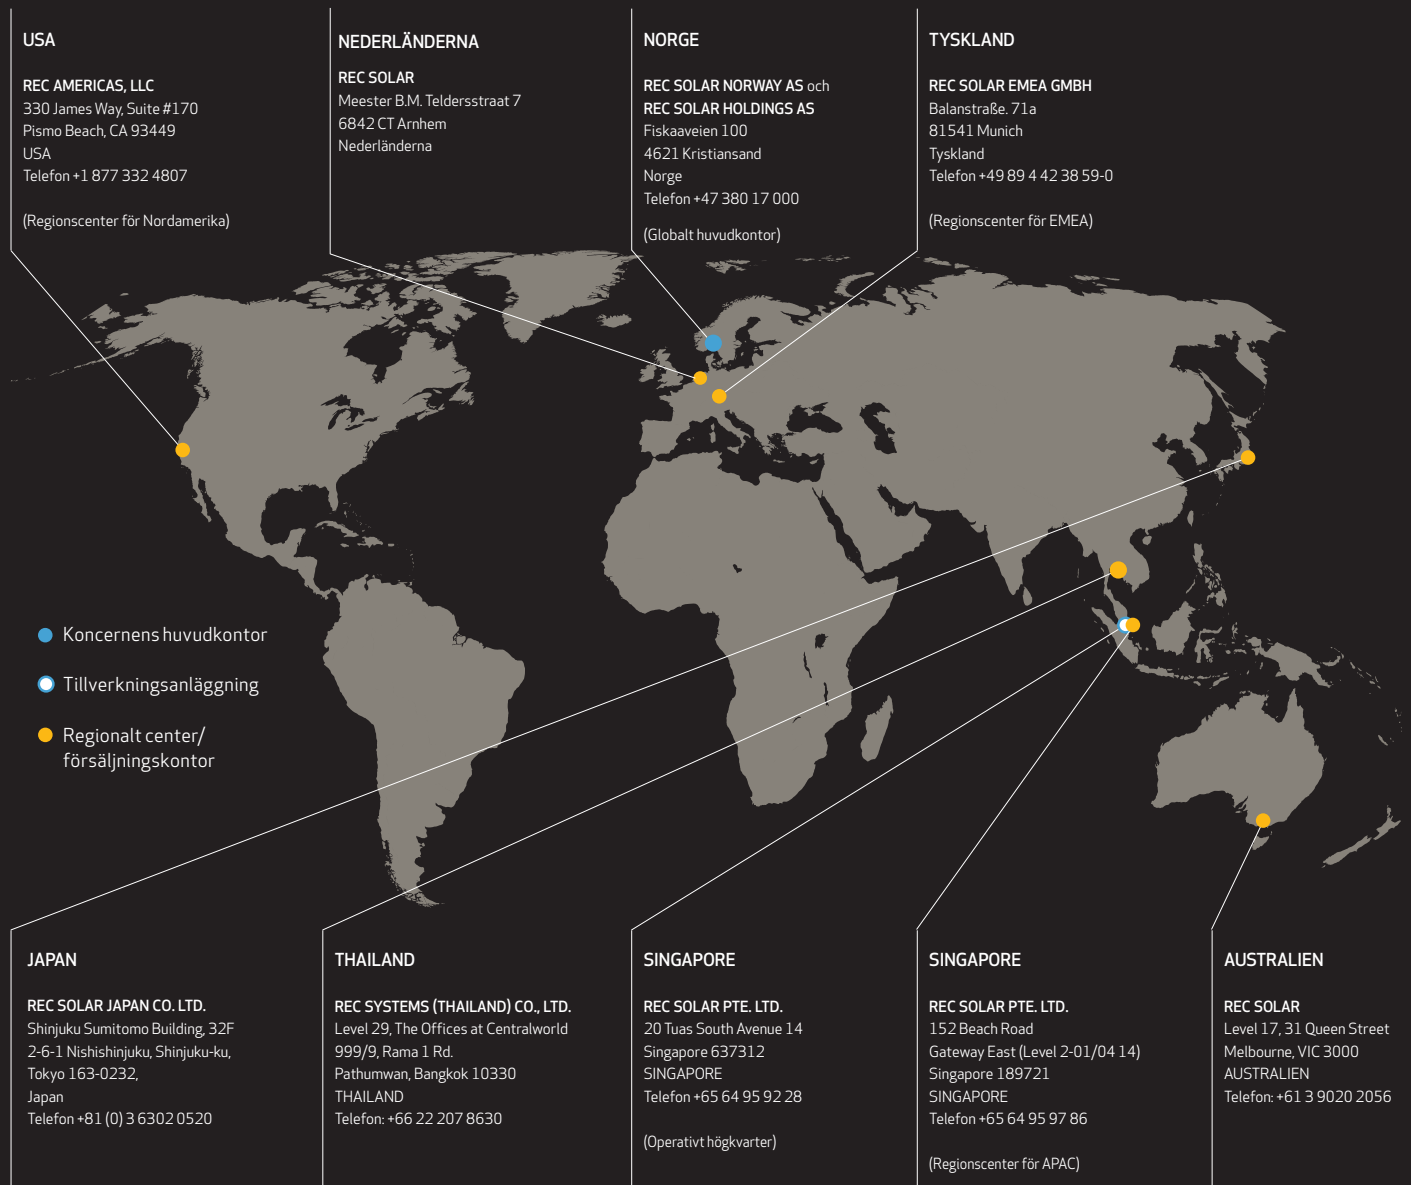 USA
REC AMERICAS, LLC
330 James Way, Suite #170
Pismo Beach, CA 93449
USA
Telefon +1 877 332 4807
(Regionscenter för Nordamerika)
NEDERLÄNDERNA
REC SOLAR
Meester B.M. Teldersstraat 7
6842 CT Arnhem
Nederländerna
NORGE
REC SOLAR NORWAY AS och
REC SOLAR HOLDINGS AS
Fiskaaveien 100
4621 Kristiansand
Norge
Telefon +47 380 17 000
(Globalt huvudkontor)
TYSKLAND
REC SOLAR EMEA GMBH
Balanstraße. 71a
81541 Munich
Tyskland
Telefon +49 89 4 42 38 59-0
(Regionscenter för EMEA)
Koncernens huvudkontor
Tillverkningsanläggning
Regionalt center/
försäljningskontor
JAPAN
REC SOLAR JAPAN CO. LTD.
Shinjuku Sumitomo Building, 32F
2-6-1 Nishishinjuku, Shinjuku-ku,
Tokyo 163-0232,
Japan
Telefon +81 (0) 3 6302 0520
THAILAND
REC SYSTEMS (THAILAND) CO., LTD.
Level 29, The Offices at Centralworld
999/9, Rama 1 Rd.
Pathumwan, Bangkok 10330
THAILAND
Telefon: +66 22 207 8630
SINGAPORE
REC SOLAR PTE. LTD.
20 Tuas South Avenue 14
Singapore 637312
SINGAPORE
Telefon +65 64 95 92 28
(Operativt högkvarter)
SINGAPORE
REC SOLAR PTE. LTD.
152 Beach Road
Gateway East (Level 2-01/04 14)
Singapore 189721
SINGAPORE
Telefon +65 64 95 97 86
(Regionscenter för APAC)
AUSTRALIEN
REC SOLAR
Level 17, 31 Queen Street
Melbourne, VIC 3000
AUSTRALIEN
Telefon: +61 3 9020 2056